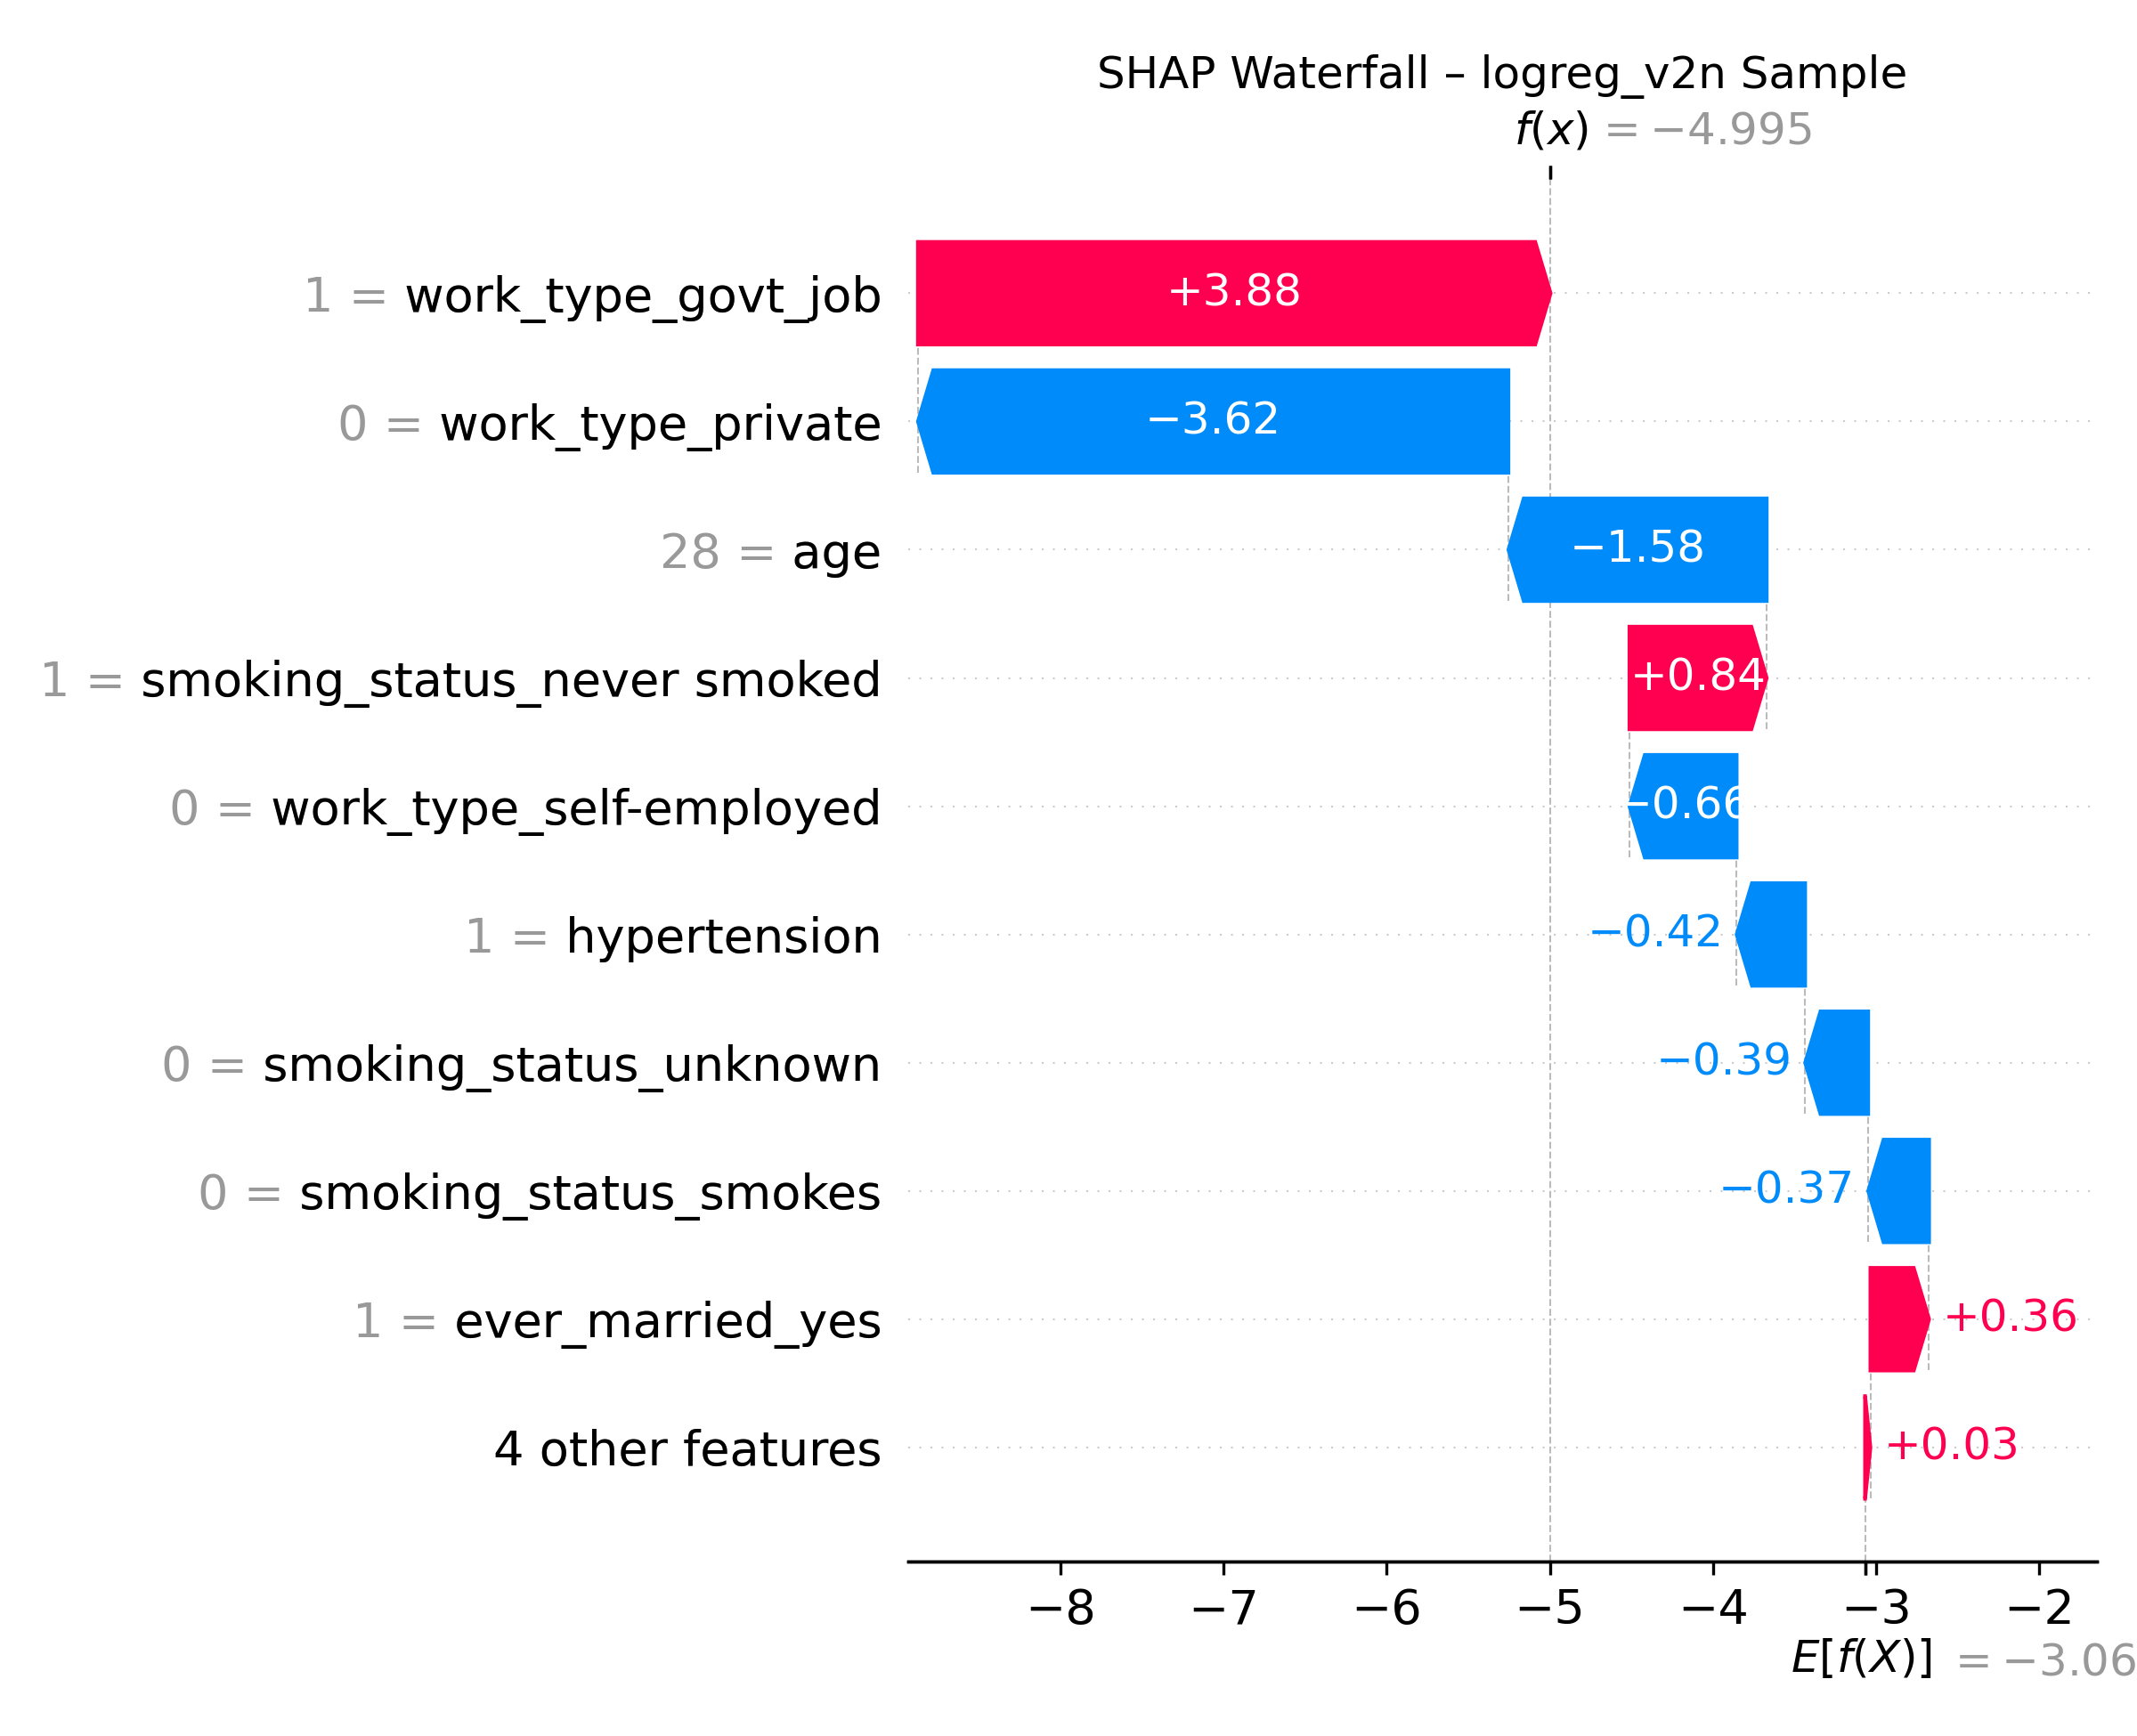 SHAP Waterfall – logreg_v2n Sample
f(x) = −4.995
1 = work_type_govt_job +3.88
0 = work_type_private −3.62
28 = age −1.58
1 = smoking_status_never smoked +0.84
0 = work_type_self-employed −0.66
1 = hypertension −0.42
0 = smoking_status_unknown −0.39
0 = smoking_status_smokes −0.37
1 = ever_married_yes +0.36
4 other features +0.03
−8 −7 −6 −5 −4 −3 −2
E[f(X)] = −3.06